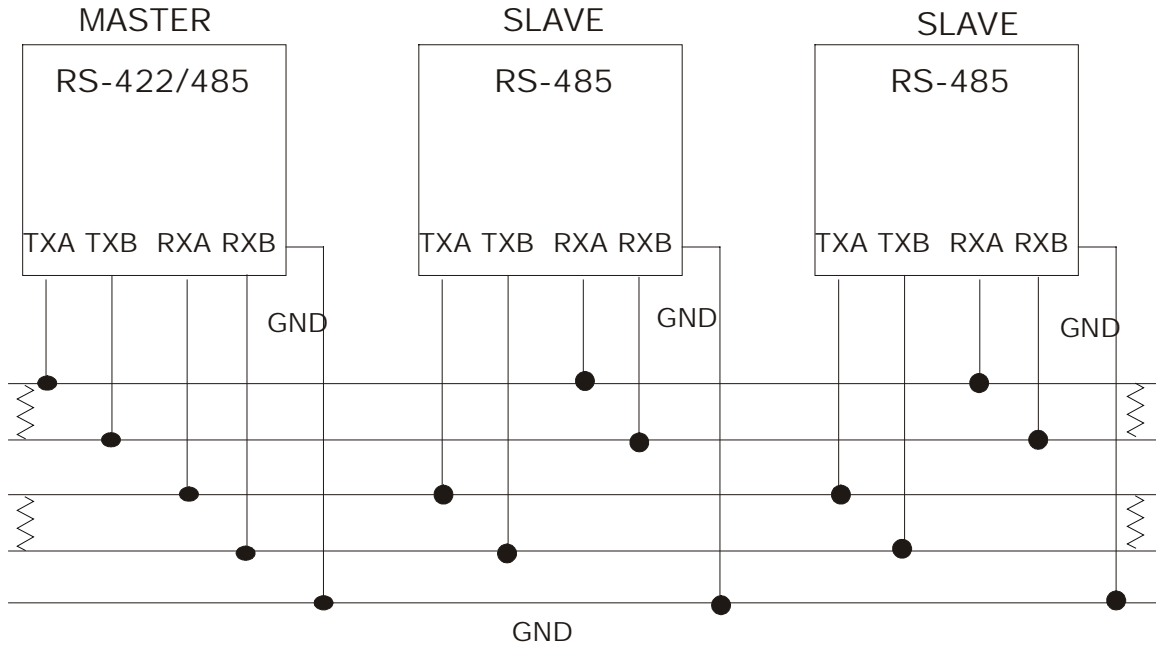 MASTER
SLAVE
SLAVE
RS-422/485
RS-485
RS-485
TXA TXB RXA RXB
TXA TXB RXA RXB
TXA TXB RXA RXB
GND
GND
GND
GND